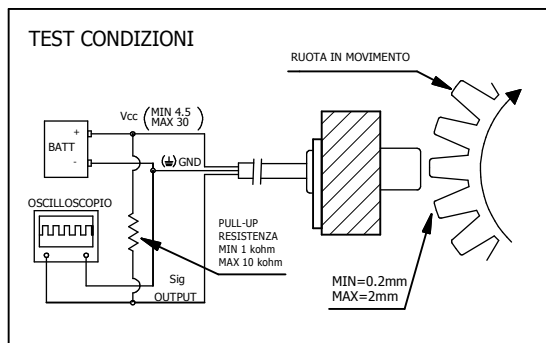 TEST CONDIZIONI
RUOTA IN MOVIMENTO
Vcc (MIN 4.5
MAX 30)
+
BATT
-
(⏚) GND
OSCILLOSCOPIO
PULL-UP
RESISTENZA
MIN 1 kohm
MAX 10 kohm
Sig
OUTPUT
MIN=0.2mm
MAX=2mm